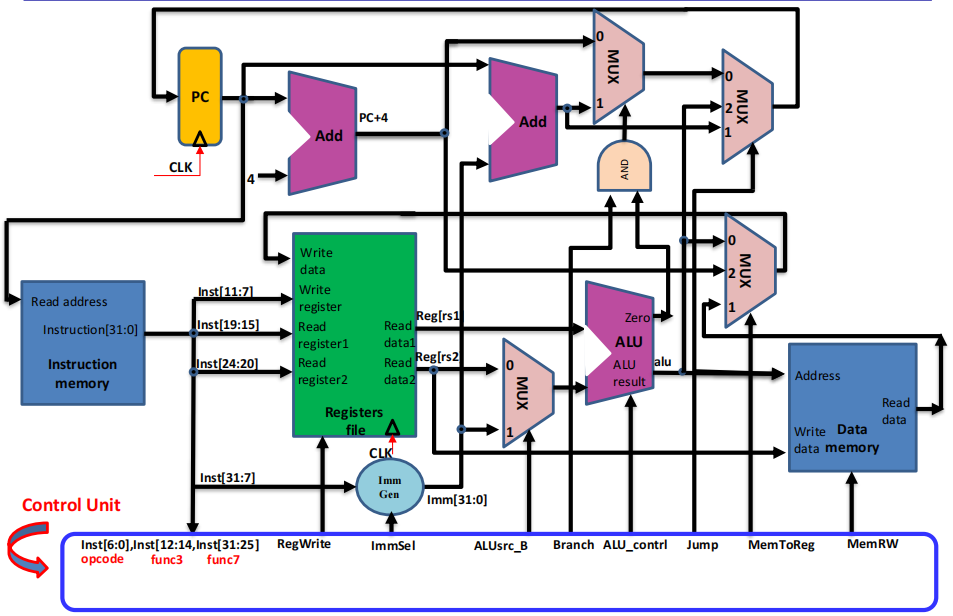 0
MUX
1
0
MUX
2
1
PC
CLK
Add
PC+4
4
Add
AND
Write
data
Write
register
Read
register1
Read
register2
Read
data1
Read
data2
Registers
file
CLK
Inst[11:7]
Inst[19:15]
Inst[24:20]
Inst[31:7]
Read address
Instruction[31:0]
Instruction
memory
Reg[rs1
Reg[rs2
0
MUX
1
Zero
ALU
ALU
result
alu
0
MUX
2
1
Address
Read
data
Write
data
Data
memory
Imm
Gen
Imm[31:0]
Control Unit
Inst[6:0],Inst[12:14,Inst[31:25]
opcode func3 func7
RegWrite
ImmSel
ALUsrc_B
Branch
ALU_contrl
Jump
MemToReg
MemRW